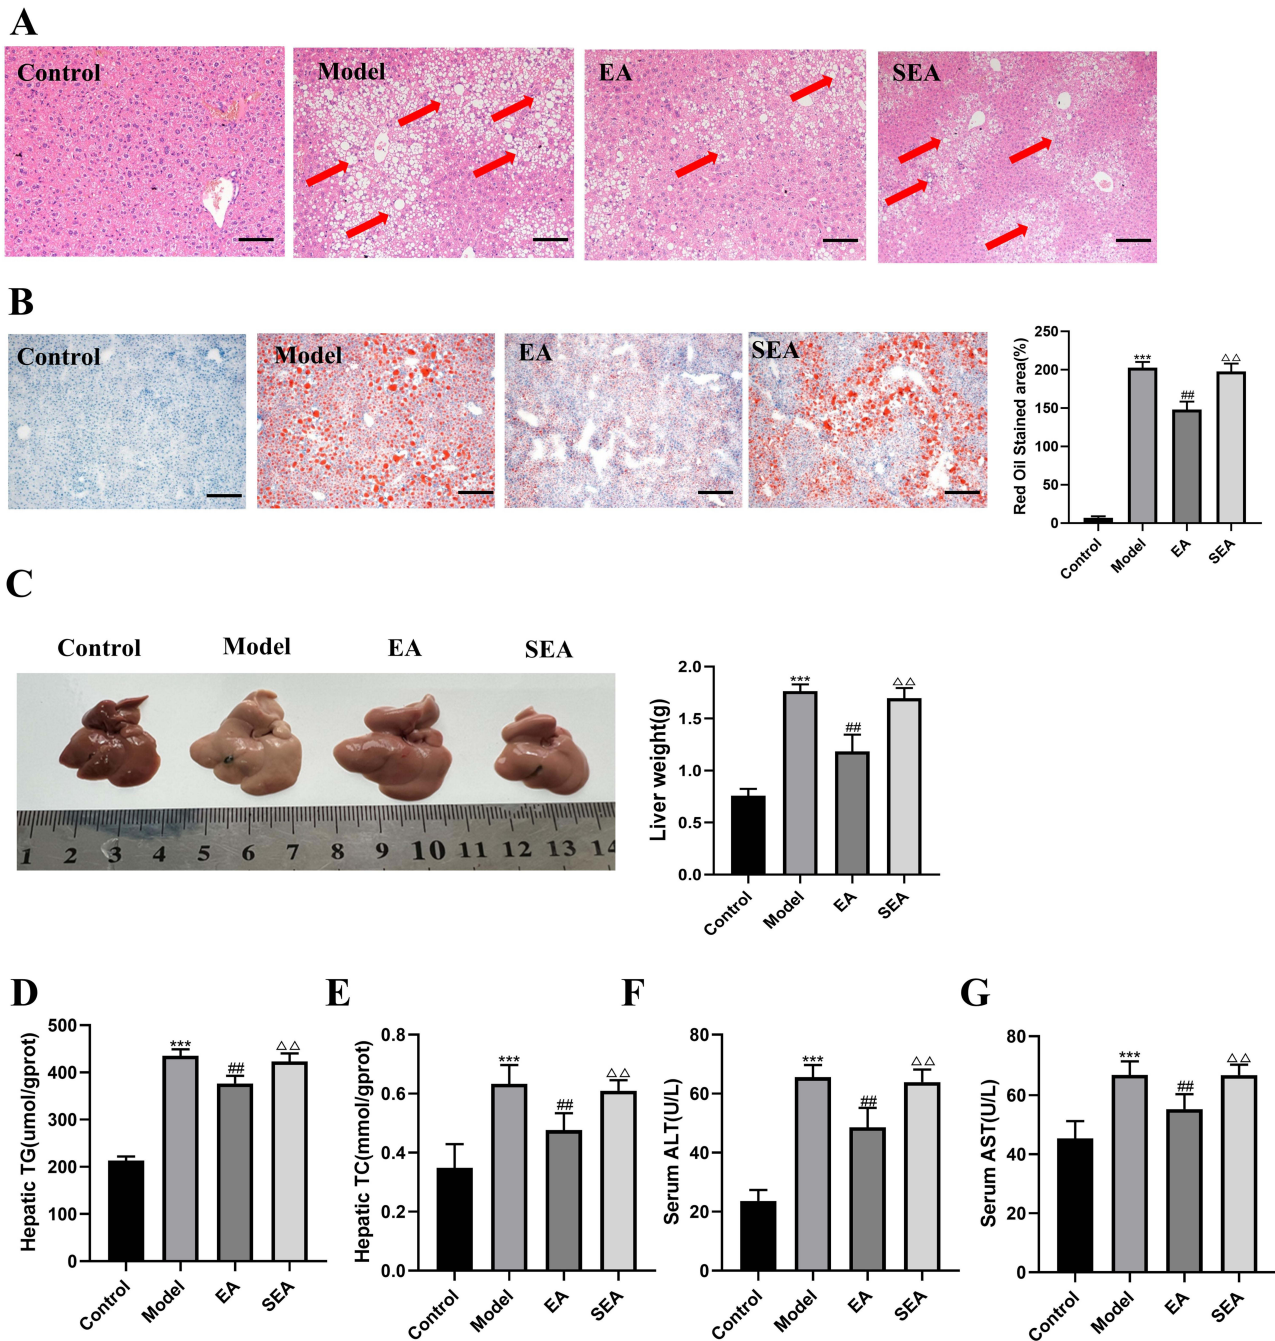 A
Control
Model
EA
SEA
B
Control
Model
EA
SEA
Red Oil Stained area(%)
250
200
150
100
50
0
***
##
△△
Control
Model
EA
SEA
C
Control
Model
EA
SEA
1 2 3 4 5 6 7 8 9 10 11 12 13 14
Liver weight(g)
2.0
1.5
1.0
0.5
0.0
***
##
△△
Control
Model
EA
SEA
D
Hepatic TG(umol/gprot)
500
400
300
200
100
0
***
##
△△
Control
Model
EA
SEA
E
Hepatic TC(mmol/gprot)
0.8
0.6
0.4
0.2
0.0
***
##
△△
Control
Model
EA
SEA
F
Serum ALT(U/L)
80
60
40
20
0
***
##
△△
Control
Model
EA
SEA
G
Serum AST(U/L)
80
60
40
20
0
***
##
△△
Control
Model
EA
SEA